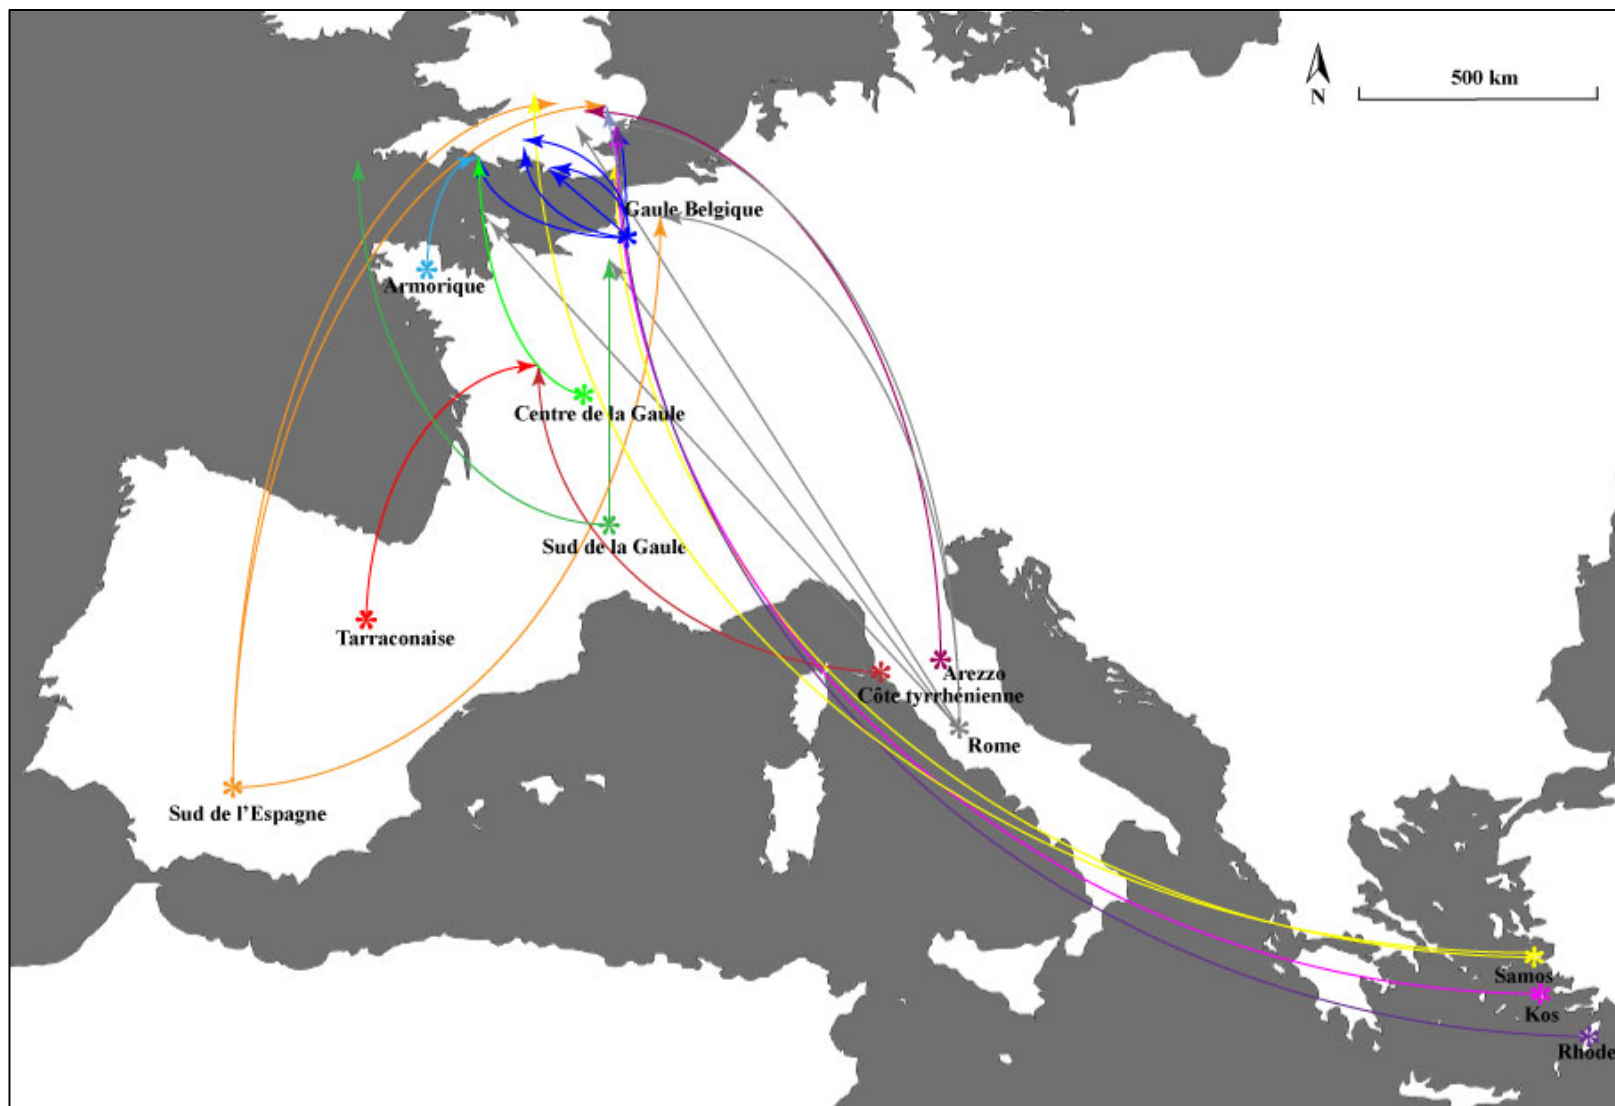 500 km
N
Gaule Belgique
Armorique
Centre de la Gaule
Sud de la Gaule
Tarraconaise
Arezzo
Côte tyrrhénienne
Rome
Sud de l'Espagne
Samos
Kos
Rhode